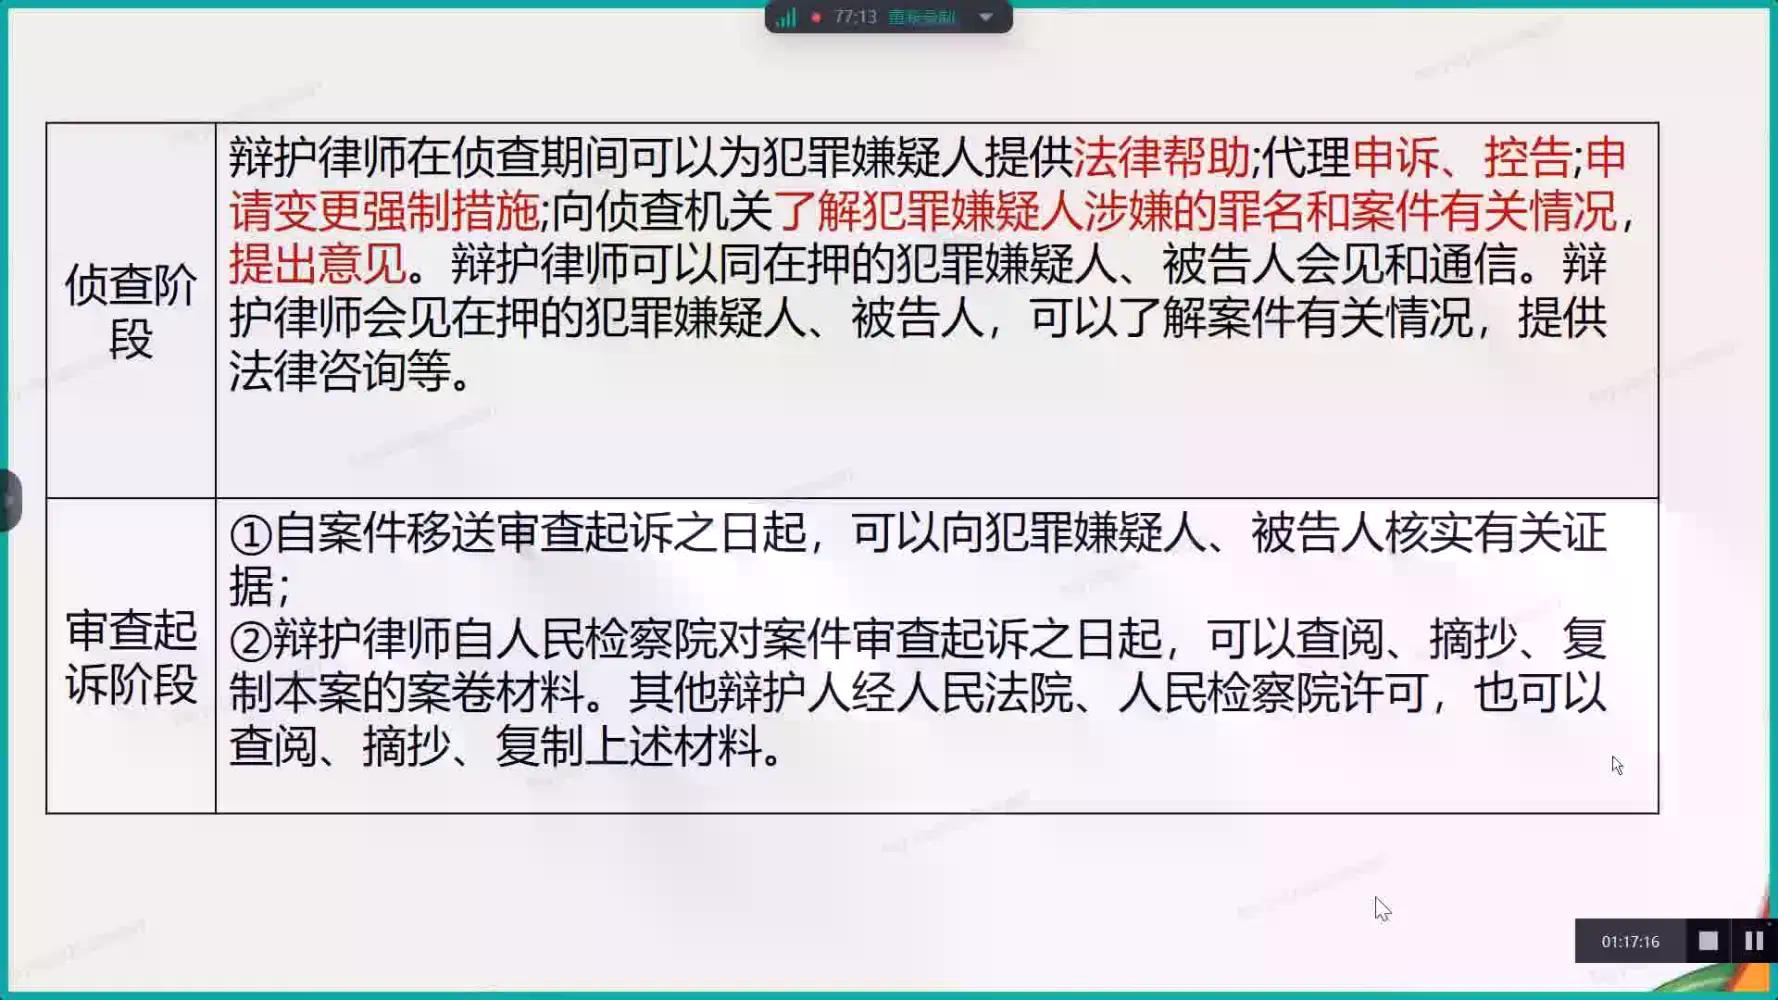 77:13
辩护律师在侦查期间可以为犯罪嫌疑人提供法律帮助;代理申诉、控告;申
请变更强制措施;向侦查机关了解犯罪嫌疑人涉嫌的罪名和案件有关情况，
提出意见。辩护律师可以同在押的犯罪嫌疑人、被告人会见和通信。辩
护律师会见在押的犯罪嫌疑人、被告人，可以了解案件有关情况，提供
法律咨询等。
侦查阶
段
①自案件移送审查起诉之日起，可以向犯罪嫌疑人、被告人核实有关证
据；
②辩护律师自人民检察院对案件审查起诉之日起，可以查阅、摘抄、复
制本案的案卷材料。其他辩护人经人民法院、人民检察院许可，也可以
查阅、摘抄、复制上述材料。
审查起
诉阶段
01:17:16